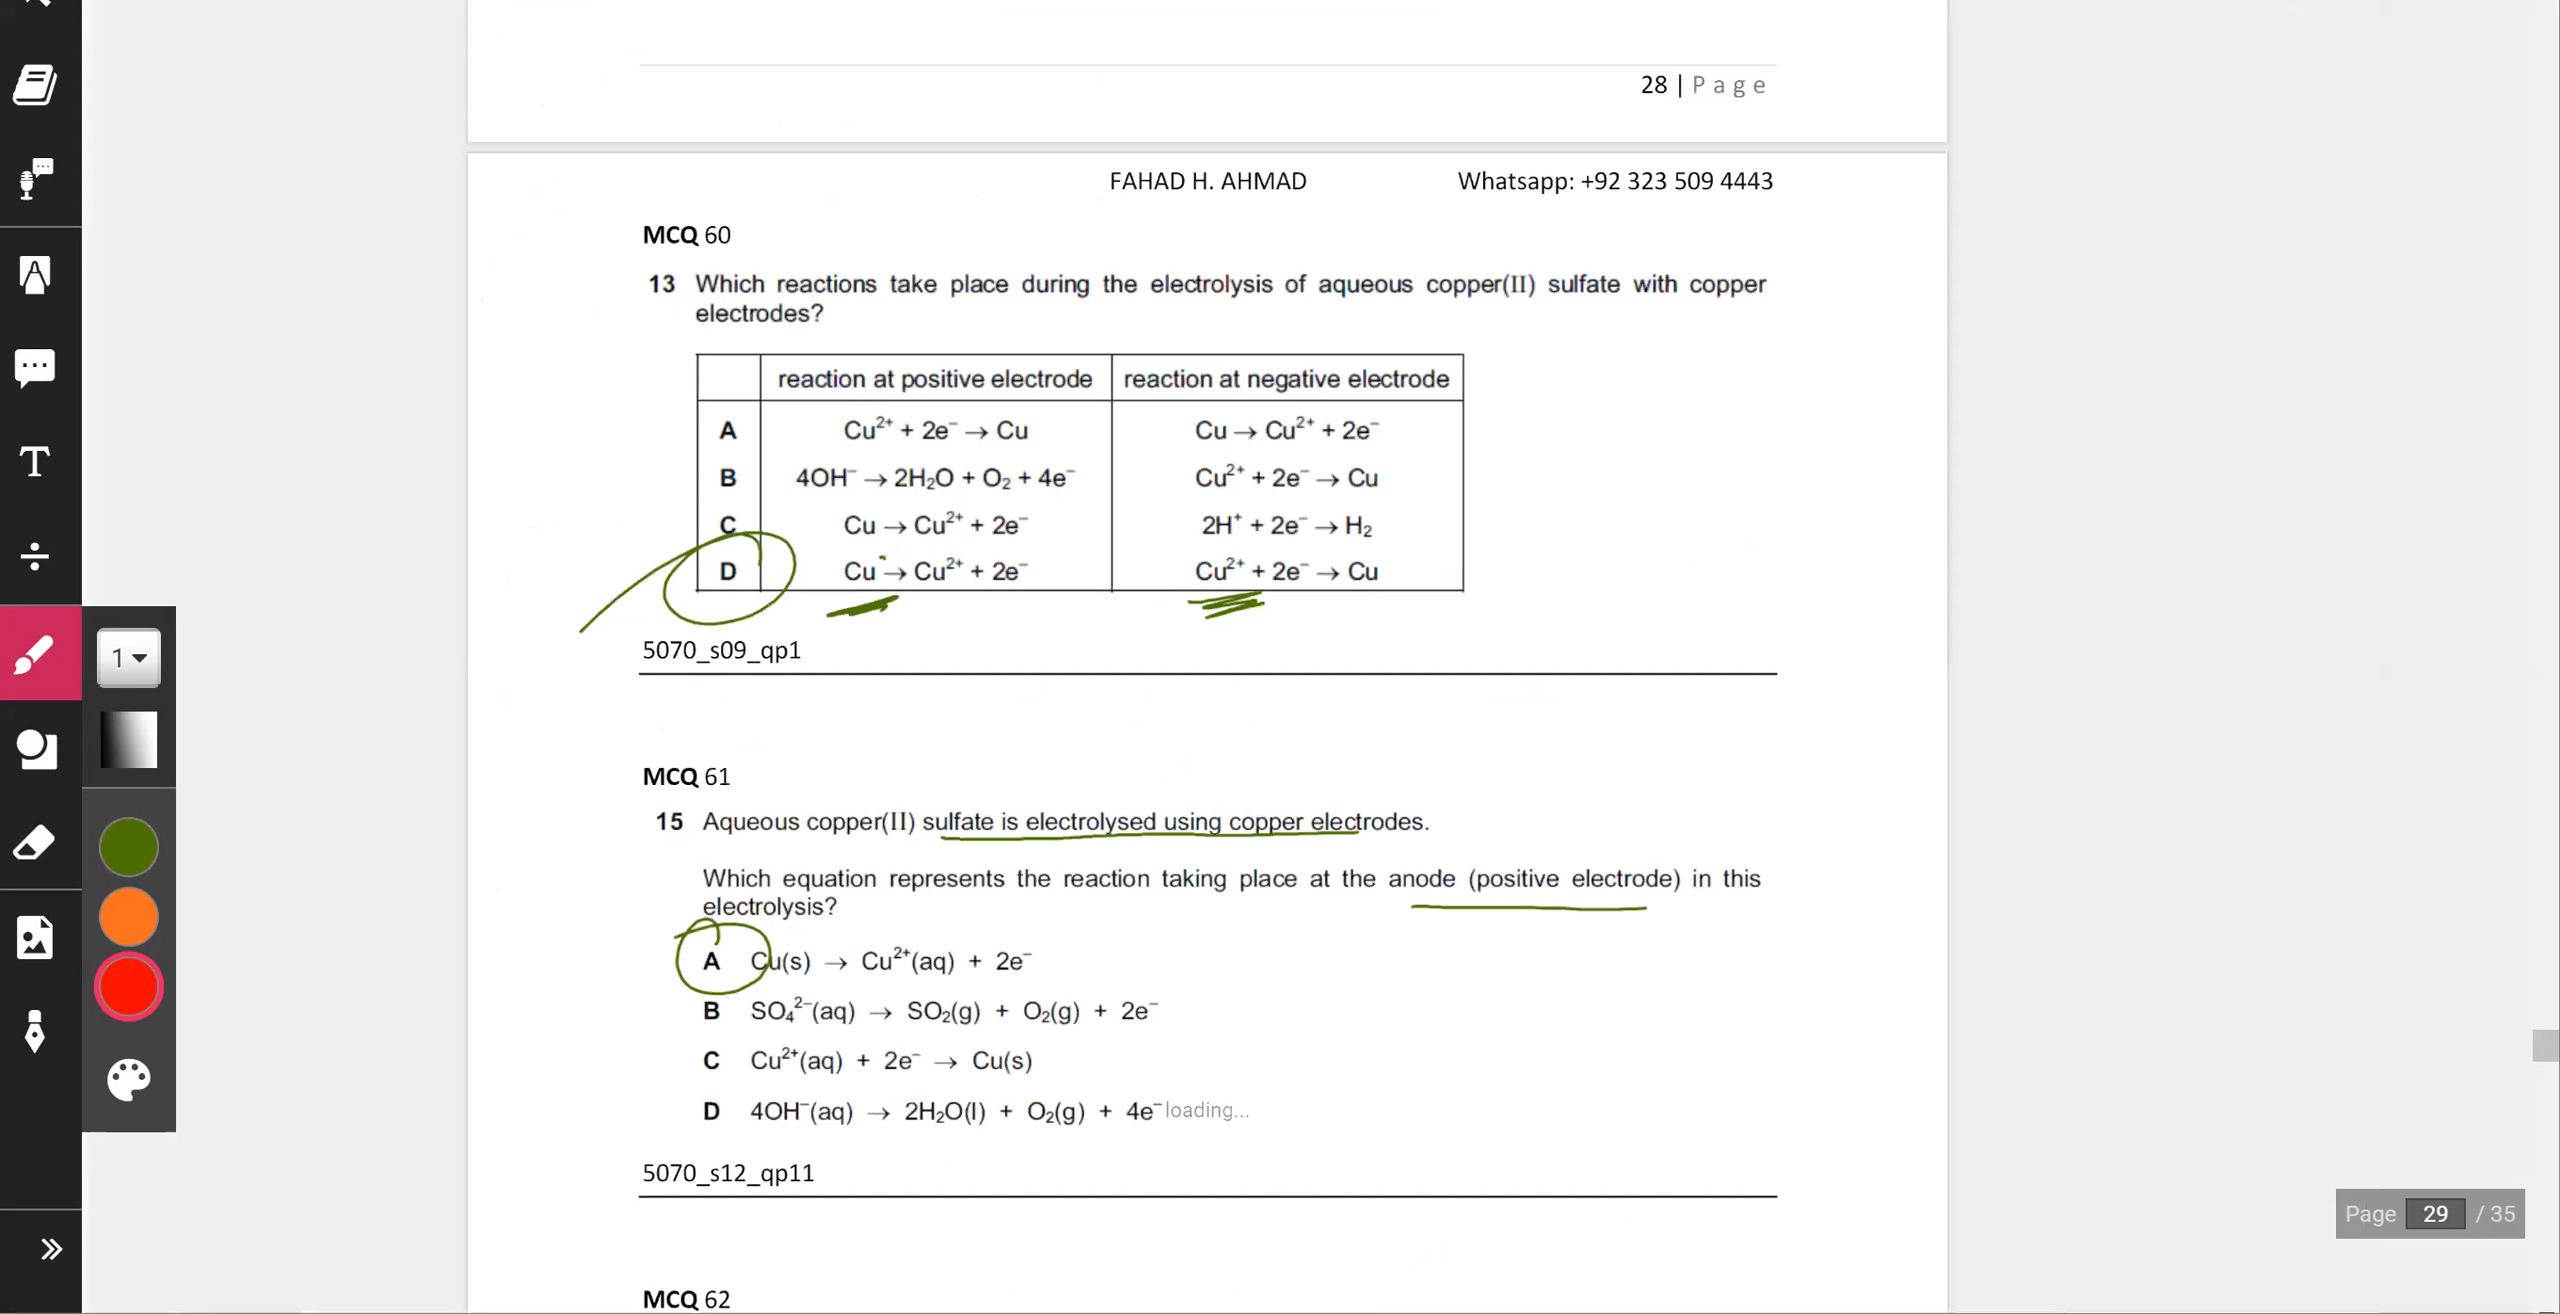 28 | Page
FAHAD H. AHMAD Whatsapp: +92 323 509 4443
MCQ 60
13 Which reactions take place during the electrolysis of aqueous copper(II) sulfate with copper
electrodes?
reaction at positive electrode reaction at negative electrode
A Cu²⁺ + 2e⁻ → Cu Cu → Cu²⁺ + 2e⁻
B 4OH⁻ → 2H₂O + O₂ + 4e⁻ Cu²⁺ + 2e⁻ → Cu
C Cu → Cu²⁺ + 2e⁻ 2H⁺ + 2e⁻ → H₂
D Cu → Cu²⁺ + 2e⁻ Cu²⁺ + 2e⁻ → Cu
5070_s09_qp1
1
MCQ 61
15 Aqueous copper(II) sulfate is electrolysed using copper electrodes.
Which equation represents the reaction taking place at the anode (positive electrode) in this
electrolysis?
A Cu(s) → Cu²⁺(aq) + 2e⁻
B SO₄²⁻(aq) → SO₂(g) + O₂(g) + 2e⁻
C Cu²⁺(aq) + 2e⁻ → Cu(s)
D 4OH⁻(aq) → 2H₂O(l) + O₂(g) + 4e⁻ loading...
5070_s12_qp11
Page 29 / 35
MCQ 62